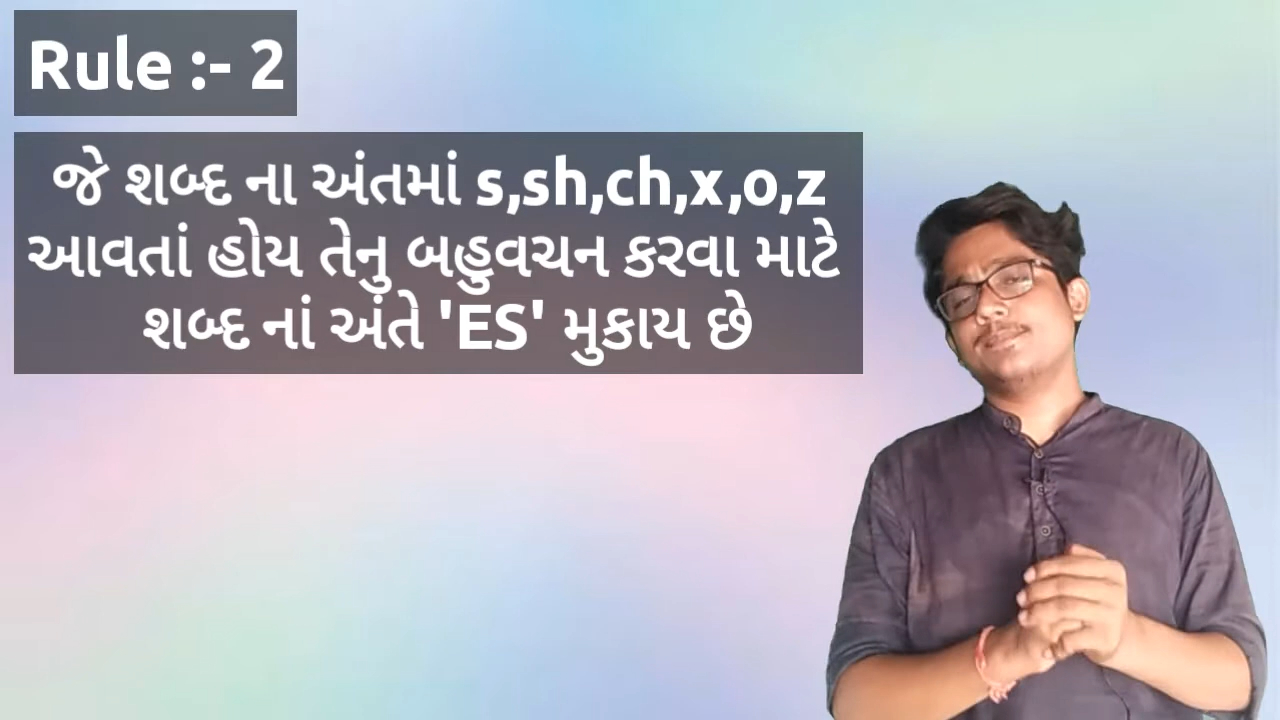 Rule :- 2
જે શબ્દ ના અંતમાં s,sh,ch,x,o,z
આવતાં હોય તેનુ બહુવચન કરવા માટે
શબ્દ નાં અંતે 'ES' મુકાય છે